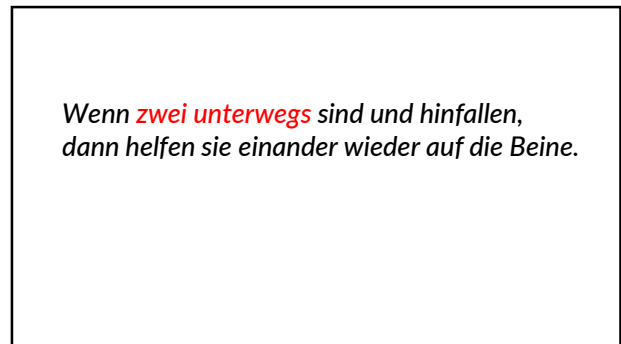 Wenn zwei unterwegs sind und hinfallen,
dann helfen sie einander wieder auf die Beine.